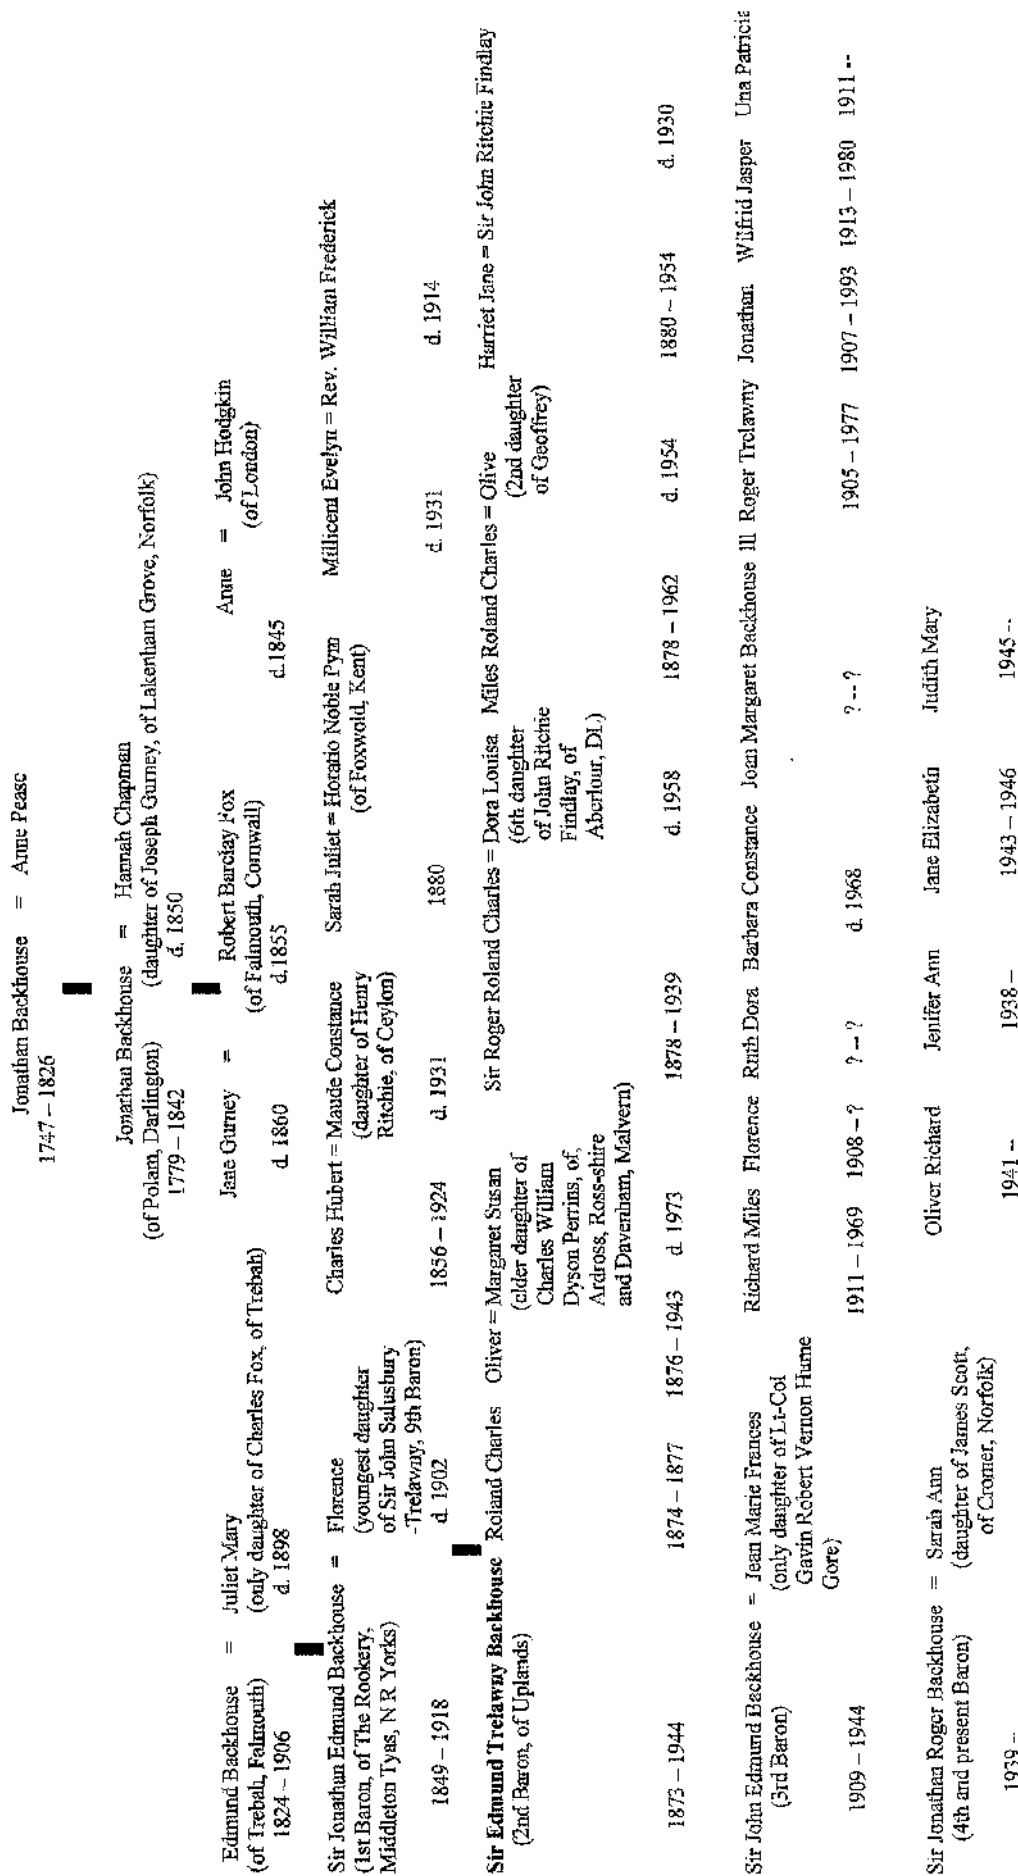 Jonathan Backhouse = Anne Pease
1747 – 1826
Jonathan Backhouse = Hannah Chapman
(of Polam, Darlington) (daughter of Joseph Gurney, of Lakenham Grove, Norfolk)
1779 – 1842 d. 1850
Edmund Backhouse = Juliet Mary Jane Gurney = Robert Barclay Fox Anne = John Hodgkin
(of Trebah, Falmouth) (only daughter of Charles Fox, of Trebah) (of Falmouth, Cornwall) (of London)
1824 – 1906 d. 1898 d. 1860 d.1855 d.1845
Sir Jonathan Edmund Backhouse = Florence Charles Hubert = Maude Constance Sarah Juliet = Horatio Noble Pym Millicent Evelyn = Rev. William Frederick
(1st Baron, of The Rookery, (youngest daughter (daughter of Henry (of Foxwold, Kent)
Middleton Tyas, N R Yorks) of Sir John Salusbury Ritchie, of Ceylon)
-Trelawny, 9th Baron)
1849 – 1918 d. 1902 1856 – 1924 d. 1931 1880 d. 1931 d. 1914
Sir Edmund Trelawny Backhouse Roland Charles Oliver = Margaret Susan Sir Roger Roland Charles = Dora Louisa Miles Roland Charles = Olive Harriet Jane = Sir John Ritchie Findlay
(2nd Baron, of Uplands) (elder daughter of (6th daughter (2nd daughter
Charles William of John Ritchie of Geoffrey)
Dyson Perrins, of, Findlay, of
Ardross, Ross-shire Aberlour, DL)
and Davenham, Malvern)
1873 – 1944 1874 – 1877 1876 – 1943 d. 1973 1878 – 1939 d. 1958 1878 – 1962 d. 1954 1880 – 1954 d. 1930
Sir John Edmund Backhouse = Jean Marie Frances Richard Miles Florence Ruth Dora Barbara Constance Joan Margaret Backhouse III Roger Trelawny Jonathan Wilfrid Jasper Una Patricia
(3rd Baron) (only daughter of Lt-Col
Gavin Robert Vernon Hume
Gore)
1909 – 1944 1911 – 1969 1908 – ? ? -- ? d. 1968 ? -- ? 1905 – 1977 1907 – 1993 1913 – 1980 1911 --
Sir Jonathan Roger Backhouse = Sarah Ann Oliver Richard Jenifer Ann Jane Elizabeth Judith Mary
(4th and present Baron) (daughter of James Scott,
of Cromer, Norfolk)
1939 – 1941 – 1938 – 1943 – 1946 1945 --